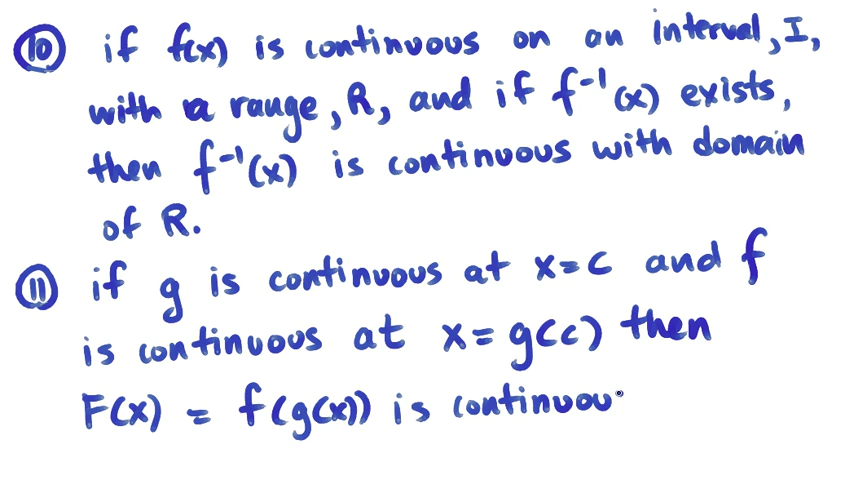 ⑩ if f(x) is continuous on an interval, I,
with a range, R, and if f⁻¹(x) exists,
then f⁻¹(x) is continuous with domain
of R.
⑪ if g is continuous at x=c and f
is continuous at x=g(c) then
F(x) = f(g(x)) is continuou